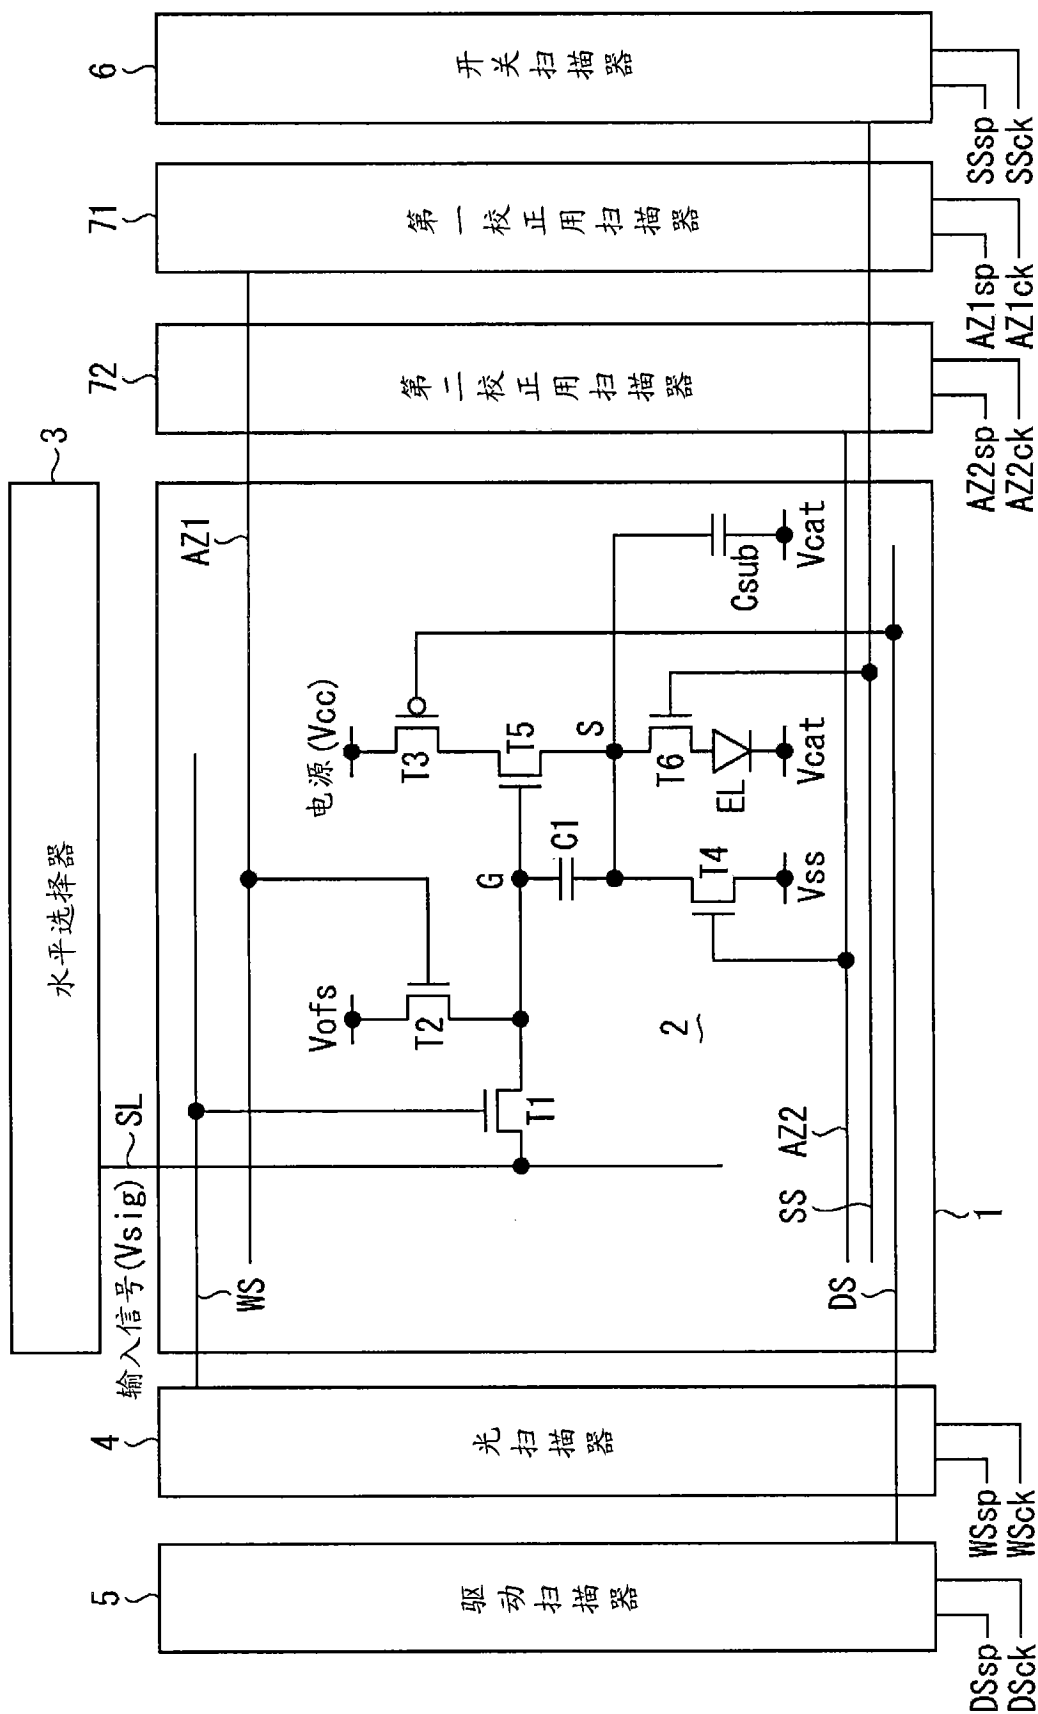 3
水平选择器
输入信号(Vsig)
SL
5
4
72
71
6
驱动扫描器
光扫描器
第二校正用扫描器
第一校正用扫描器
开关扫描器
WS
AZ1
Vofs
电源(Vcc)
T2
T3
T1
G
T5
C1
S
2
T4
T6
EL
Csub
Vss
Vcat
Vcat
AZ2
SS
DS
1
DSsp
DSck
WSsp
WSck
AZ2sp
AZ2ck
AZ1sp
AZ1ck
SSsp
SSck